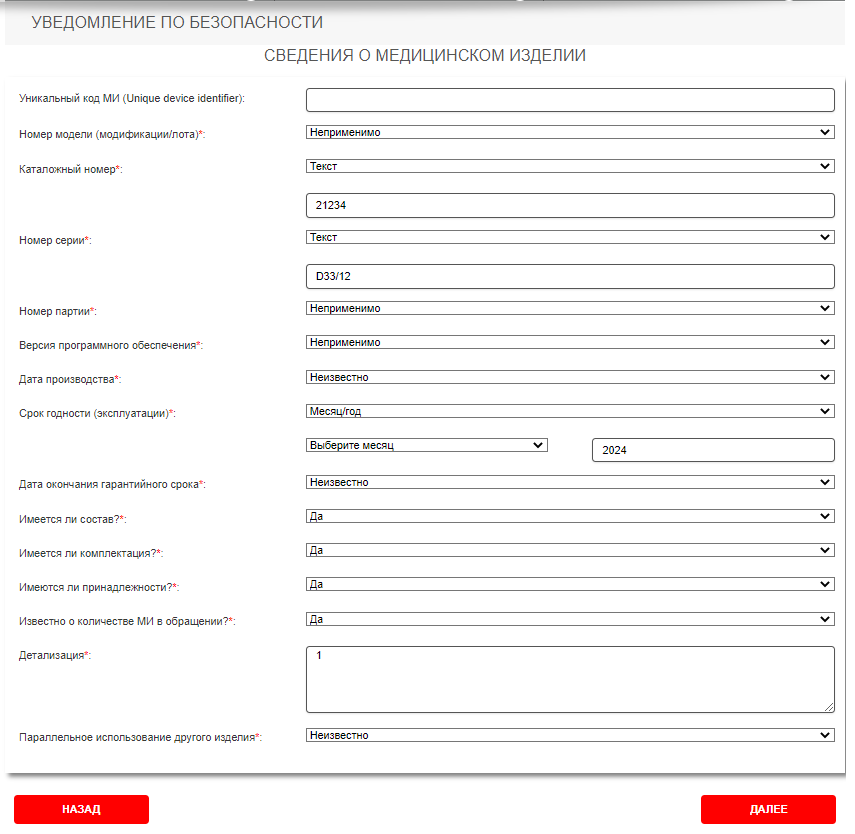 УВЕДОМЛЕНИЕ ПО БЕЗОПАСНОСТИ
СВЕДЕНИЯ О МЕДИЦИНСКОМ ИЗДЕЛИИ
Уникальный код МИ (Unique device identifier):
Номер модели (модификации/лота)*: Неприменимо
Каталожный номер*: Текст
21234
Номер серии*: Текст
D33/12
Номер партии*: Неприменимо
Версия программного обеспечения*: Неприменимо
Дата производства*: Неизвестно
Срок годности (эксплуатации)*: Месяц/год
Выберите месяц 2024
Дата окончания гарантийного срока*: Неизвестно
Имеется ли состав?*: Да
Имеется ли комплектация?*: Да
Имеются ли принадлежности?*: Да
Известно о количестве МИ в обращении?*: Да
Детализация*: 1
Параллельное использование другого изделия*: Неизвестно
НАЗАД ДАЛЕЕ